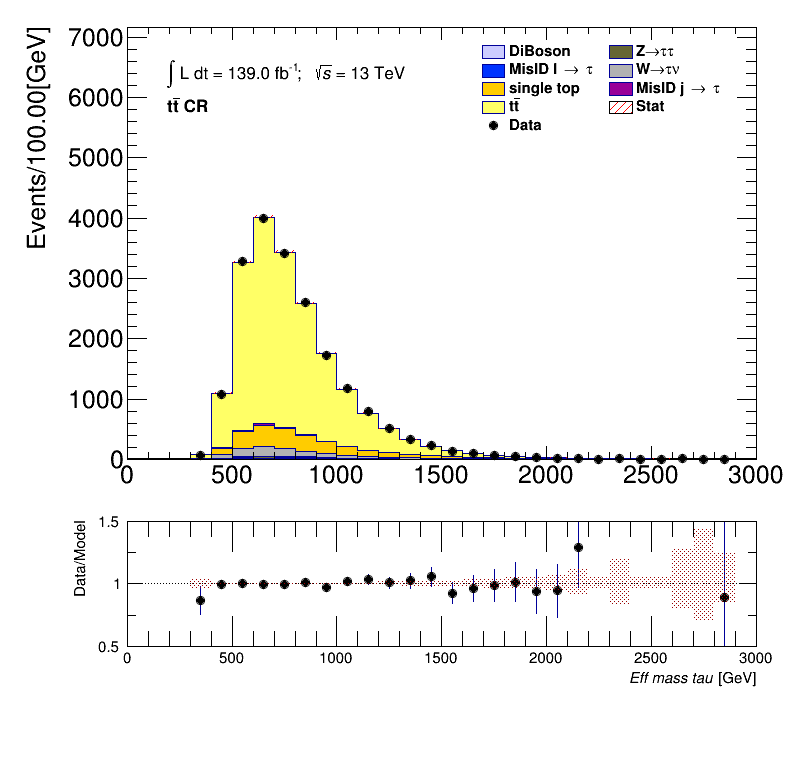 Events/100.00[GeV]
7000
6000
5000
4000
3000
2000
1000
0
∫ L dt = 139.0 fb⁻¹; √s = 13 TeV
tt̄ CR
DiBoson
Z→ττ
MisID l → τ
W→τν
single top
MisID j → τ
tt̄
Stat
Data
0 500 1000 1500 2000 2500 3000
Data/Model
1.5
1
0.5
0 500 1000 1500 2000 2500 3000
Eff mass tau [GeV]